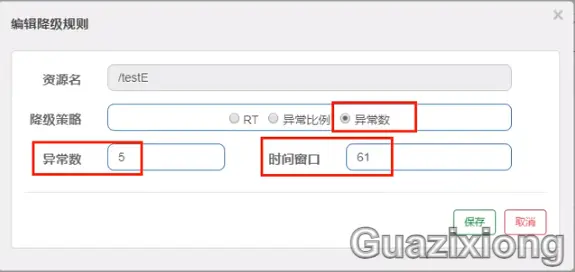 编辑降级规则 ×
资源名 /testE
降级策略 RT 异常比例 异常数
异常数 5 时间窗口 61
保存 取消
Guazixiong